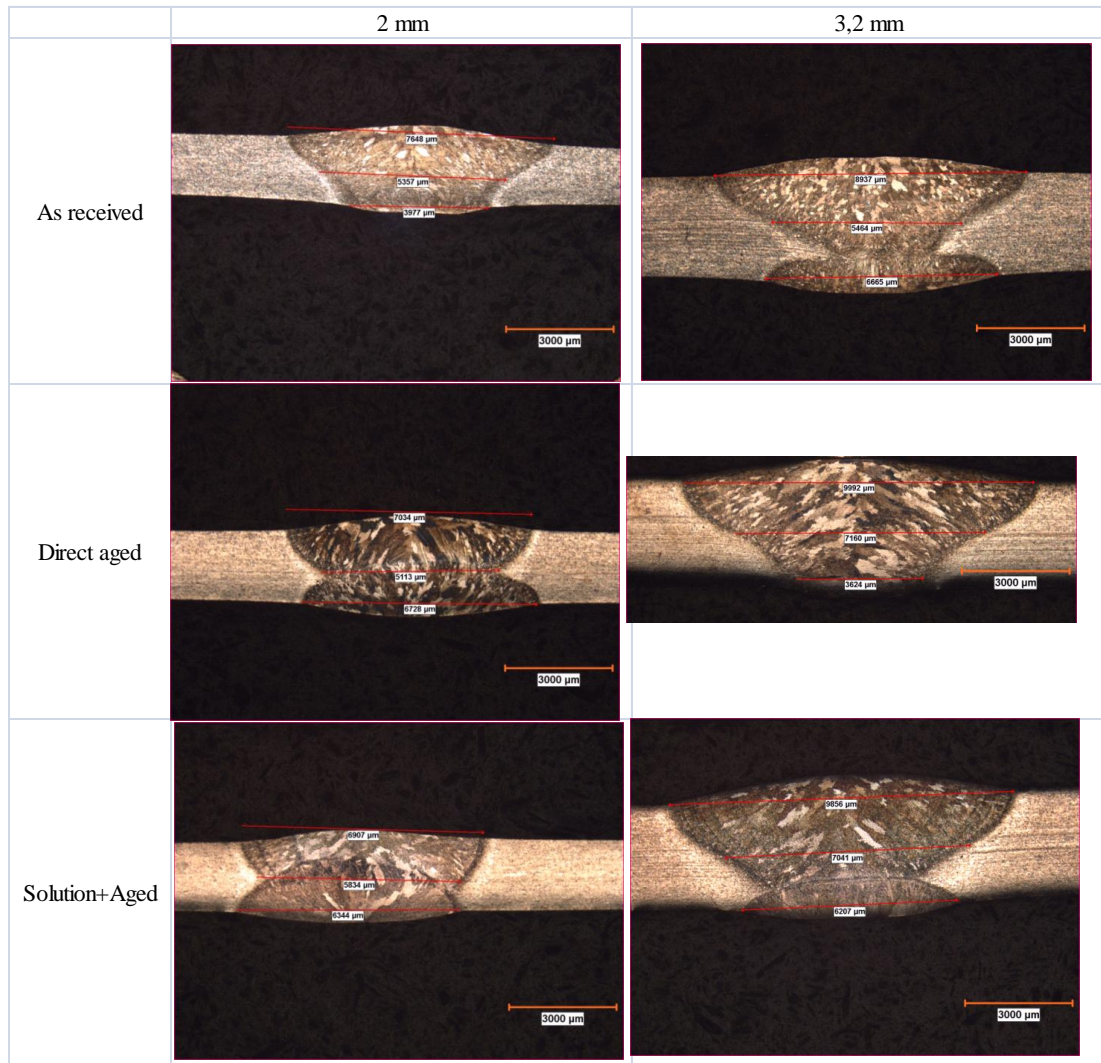 2 mm
3,2 mm
As received
7648 µm
5357 µm
3977 µm
3000 µm
8937 µm
5464 µm
6665 µm
3000 µm
Direct aged
7034 µm
5113 µm
6728 µm
3000 µm
9992 µm
7160 µm
3624 µm
3000 µm
Solution+Aged
6907 µm
5834 µm
6344 µm
3000 µm
9856 µm
7041 µm
6207 µm
3000 µm